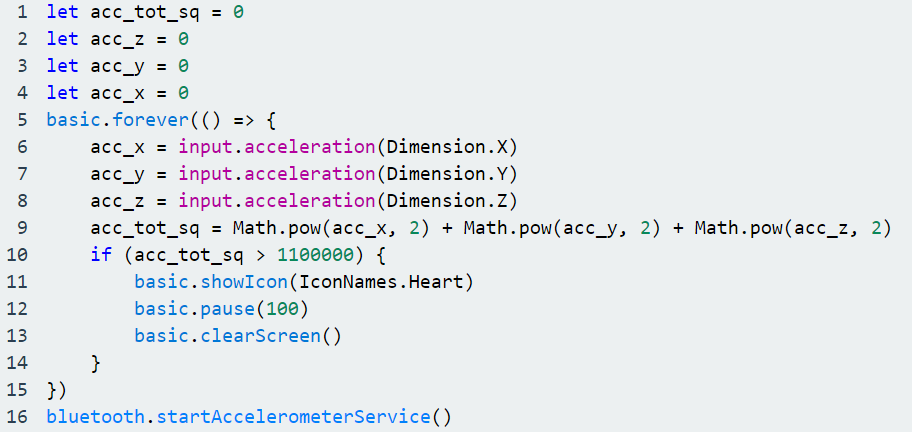 1 let acc_tot_sq = 0
2 let acc_z = 0
3 let acc_y = 0
4 let acc_x = 0
5 basic.forever(() => {
6     acc_x = input.acceleration(Dimension.X)
7     acc_y = input.acceleration(Dimension.Y)
8     acc_z = input.acceleration(Dimension.Z)
9     acc_tot_sq = Math.pow(acc_x, 2) + Math.pow(acc_y, 2) + Math.pow(acc_z, 2)
10     if (acc_tot_sq > 1100000) {
11         basic.showIcon(IconNames.Heart)
12         basic.pause(100)
13         basic.clearScreen()
14     }
15 })
16 bluetooth.startAccelerometerService()